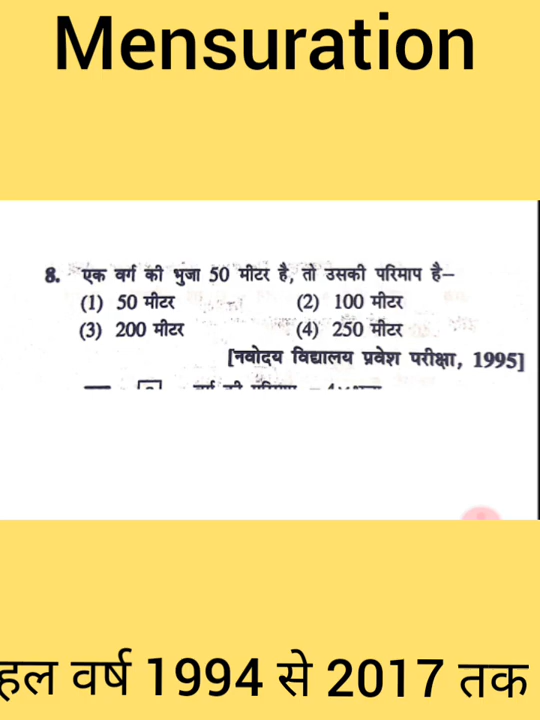 Mensuration
8. एक वर्ग की भुजा 50 मीटर है, तो उसकी परिमाप है–
(1) 50 मीटर (2) 100 मीटर
(3) 200 मीटर (4) 250 मीटर
[नवोदय विद्यालय प्रवेश परीक्षा, 1995]
हल वर्ष 1994 से 2017 तक